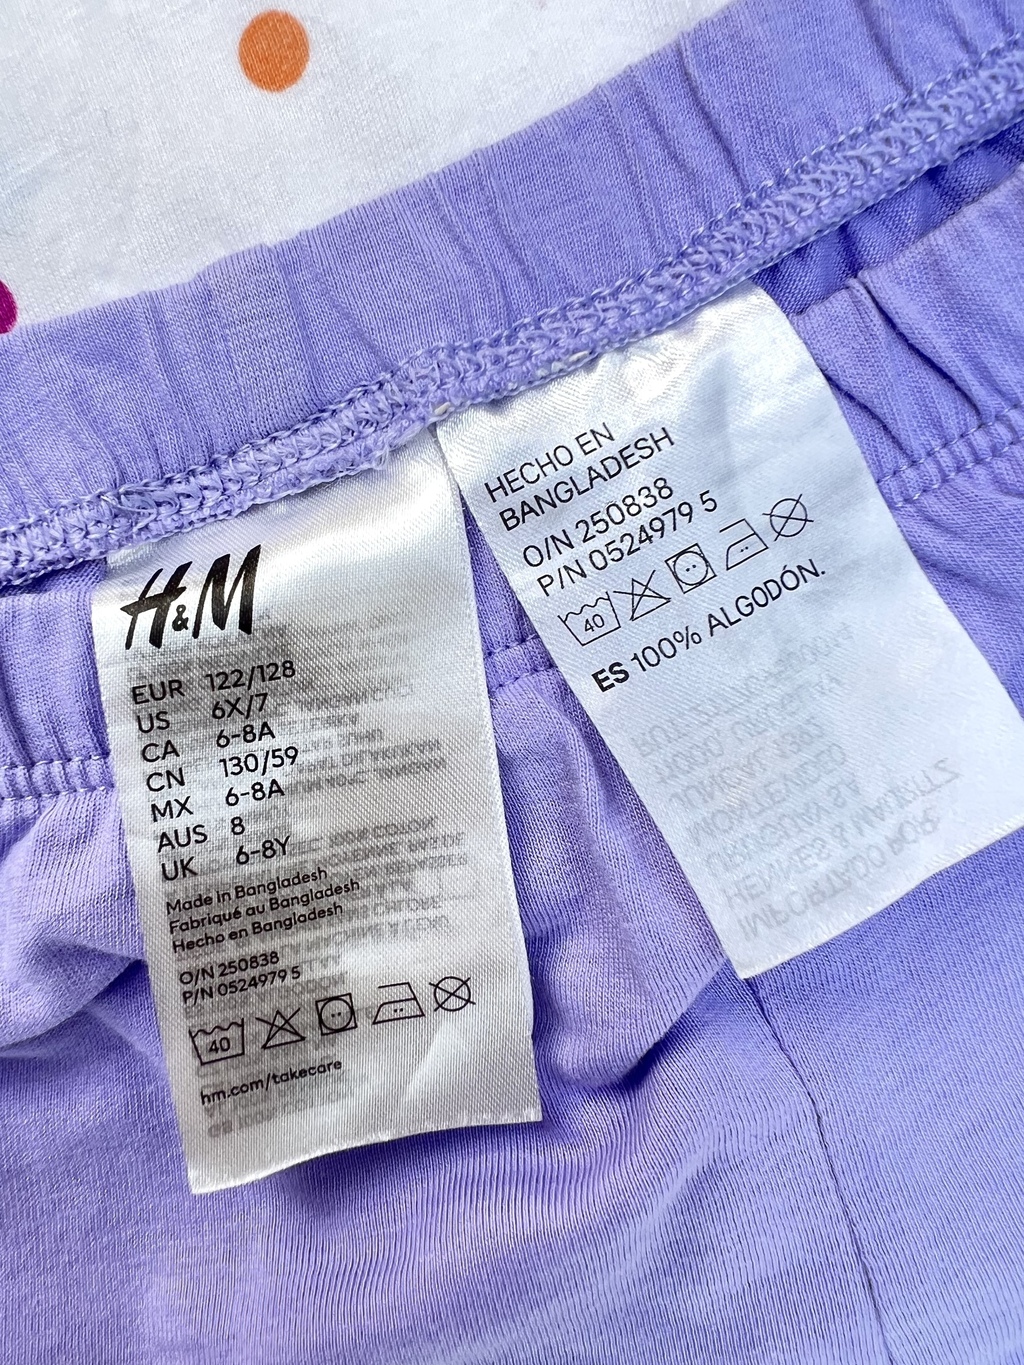 H&M
EUR 122/128
US 6X/7
CA 6-8A
CN 130/59
MX 6-8A
AUS 8
UK 6-8Y
Made in Bangladesh
Fabriqué au Bangladesh
Hecho en Bangladesh
O/N 250838
P/N 0524979 5
40
hm.com/takecare
HECHO EN
BANGLADESH
O/N 250838
P/N 0524979 5
40
ES 100% ALGODÓN.